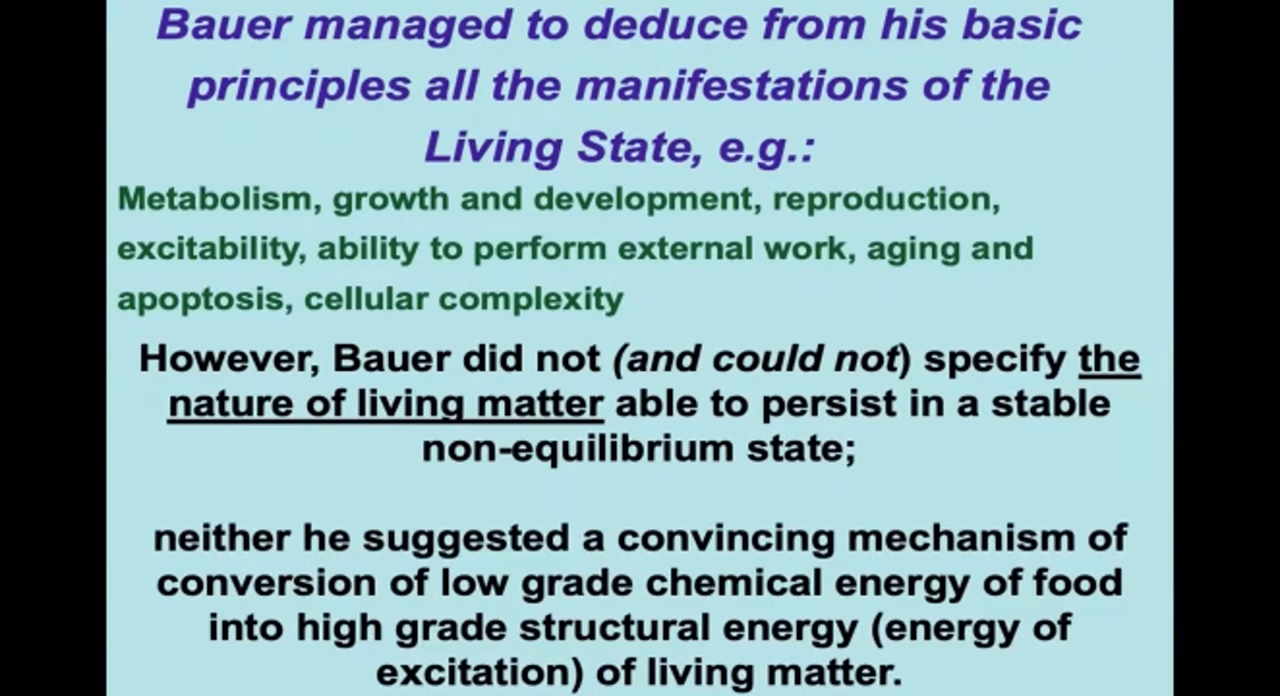 Bauer managed to deduce from his basic
principles all the manifestations of the
Living State, e.g.:
Metabolism, growth and development, reproduction,
excitability, ability to perform external work, aging and
apoptosis, cellular complexity
However, Bauer did not (and could not) specify the
nature of living matter able to persist in a stable
non-equilibrium state;
neither he suggested a convincing mechanism of
conversion of low grade chemical energy of food
into high grade structural energy (energy of
excitation) of living matter.